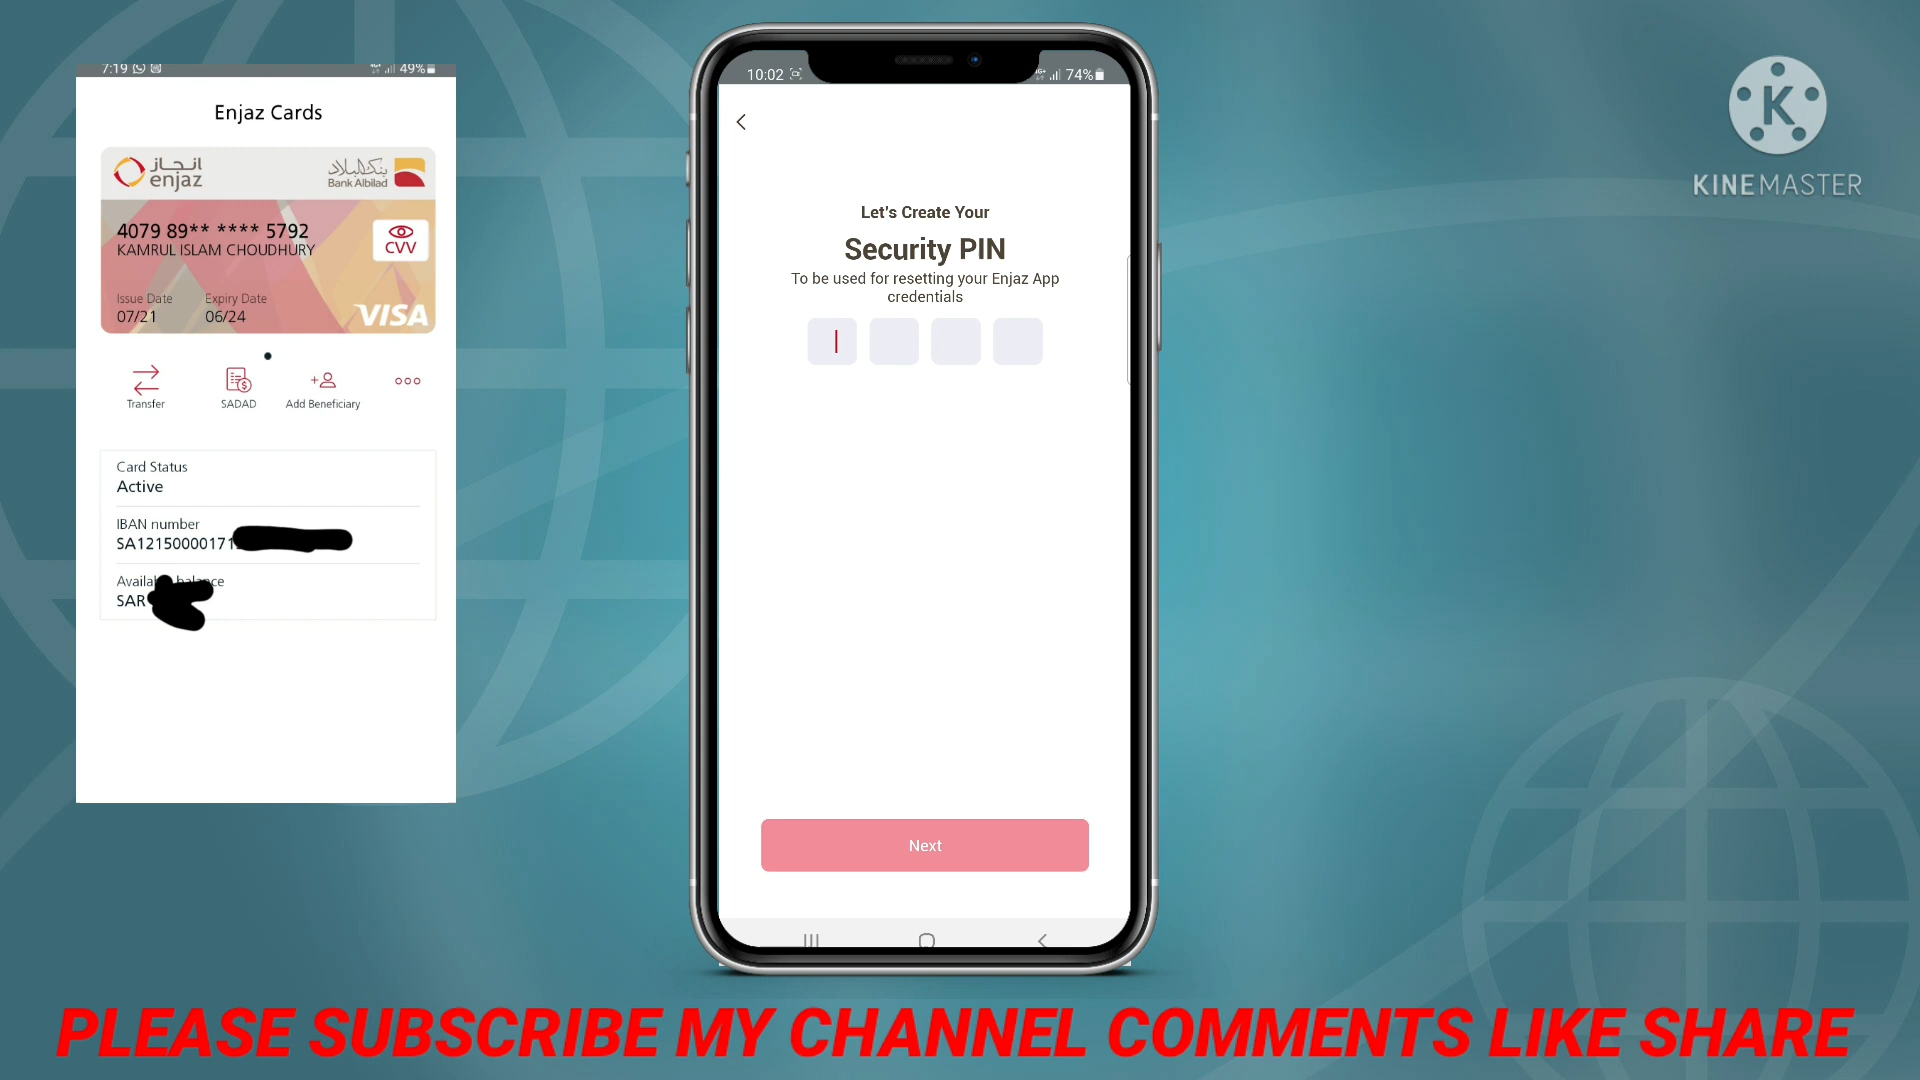 7:19
49%
Enjaz Cards
انجاز
enjaz
بنك البلاد
Bank Albilad
4079 89** **** 5792
KAMRUL ISLAM CHOUDHURY
CVV
Issue Date
Expiry Date
07/21
06/24
VISA
Transfer
SADAD
Add Beneficiary
Card Status
Active
IBAN number
SA1215000017
Available balance
SAR
10:02
74%
Let's Create Your
Security PIN
To be used for resetting your Enjaz App
credentials
Next
K
KINEMASTER
PLEASE SUBSCRIBE MY CHANNEL COMMENTS LIKE SHARE